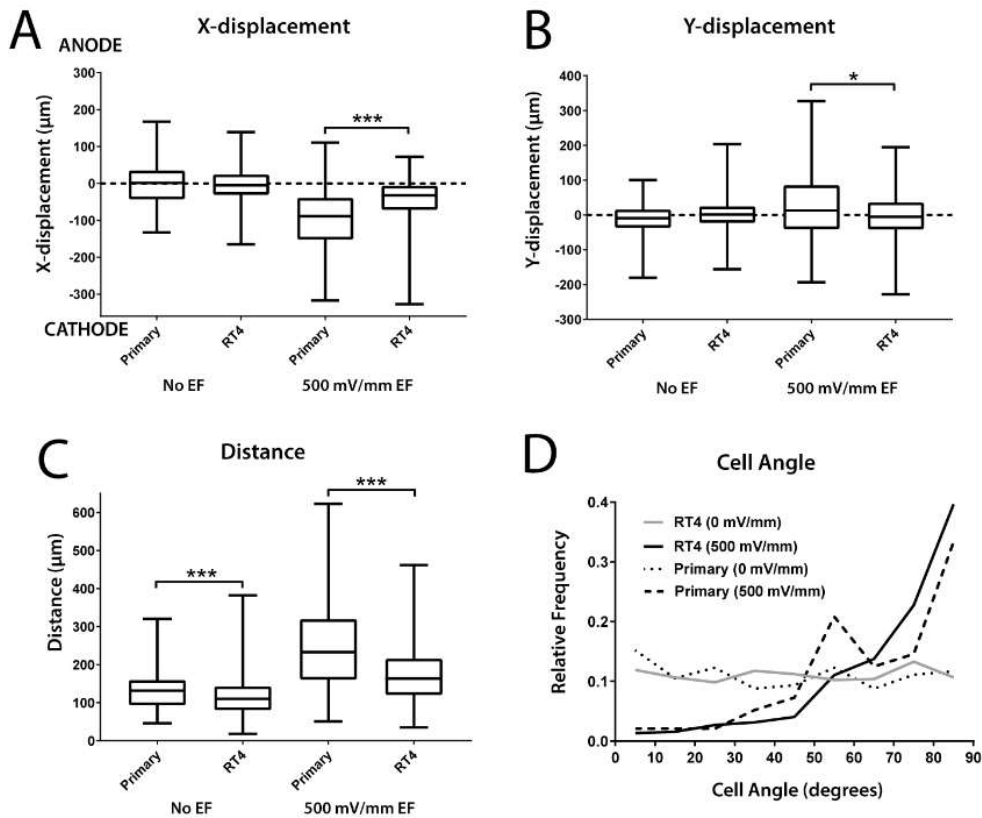 A
X-displacement
ANODE
X-displacement (μm)
300
200
100
0
-100
-200
-300
***
CATHODE
Primary
RT4
Primary
RT4
No EF
500 mV/mm EF
B
Y-displacement
Y-displacement (μm)
400
300
200
100
0
-100
-200
-300
*
Primary
RT4
Primary
RT4
No EF
500 mV/mm EF
C
Distance
Distance (μm)
600
500
400
300
200
100
0
***
***
Primary
RT4
Primary
RT4
No EF
500 mV/mm EF
D
Cell Angle
Relative Frequency
0.4
0.3
0.2
0.1
0.0
RT4 (0 mV/mm)
RT4 (500 mV/mm)
Primary (0 mV/mm)
Primary (500 mV/mm)
0 10 20 30 40 50 60 70 80 90
Cell Angle (degrees)